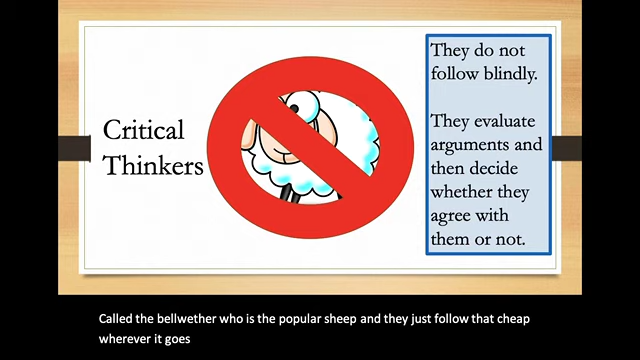 Critical
Thinkers
They do not
follow blindly.
They evaluate
arguments and
then decide
whether they
agree with
them or not.
Called the bellwether who is the popular sheep and they just follow that cheap
wherever it goes